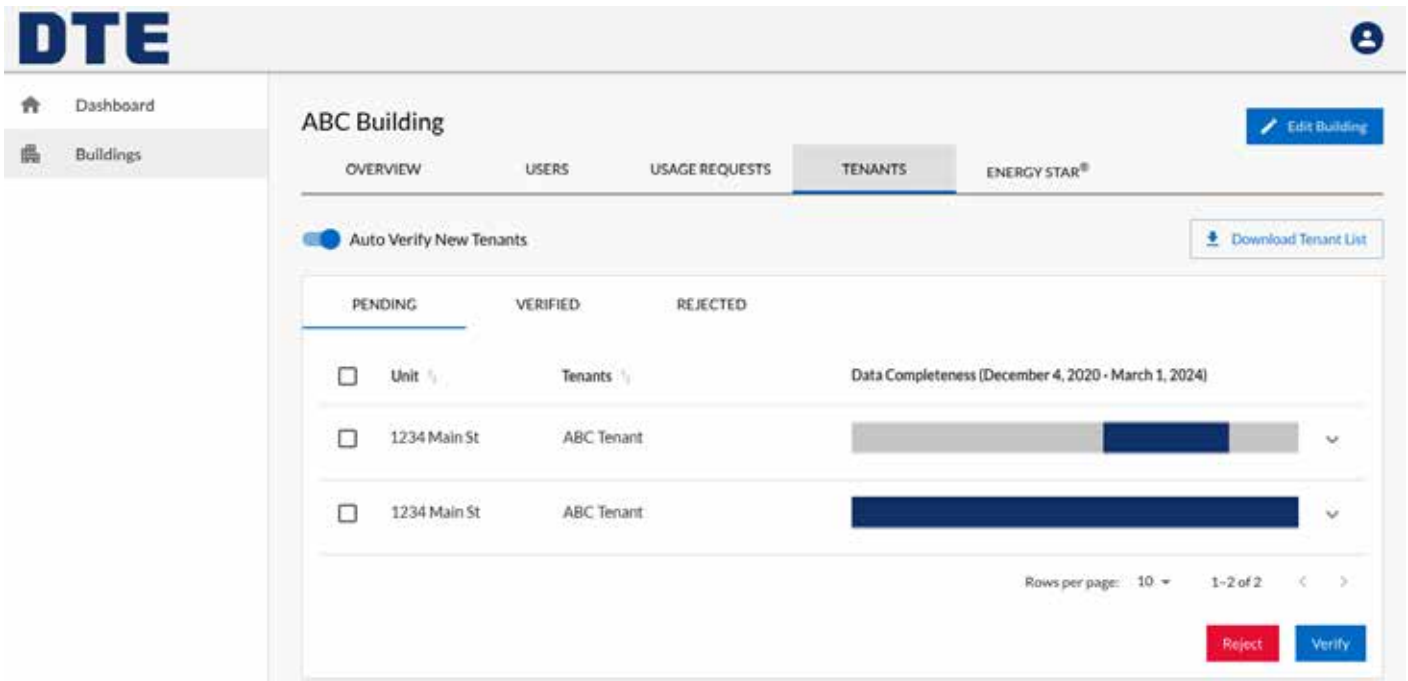 DTE
Dashboard
Buildings
ABC Building
Edit Building
OVERVIEW USERS USAGE REQUESTS TENANTS ENERGY STAR®
Auto Verify New Tenants
Download Tenant List
PENDING VERIFIED REJECTED
Unit Tenants Data Completeness (December 4, 2020 - March 1, 2024)
1234 Main St ABC Tenant
1234 Main St ABC Tenant
Rows per page: 10 1–2 of 2
Reject Verify